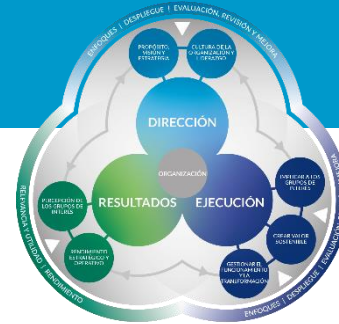 ENFOQUES | DESPLIEGUE | EVALUACIÓN, REVISIÓN Y MEJORA
PROPÓSITO,
VISIÓN Y
ESTRATEGIA
CULTURA DE LA
ORGANIZACIÓN Y
LIDERAZGO
DIRECCIÓN
ORGANIZACIÓN
RESULTADOS
EJECUCIÓN
PERCEPCIÓN DE
LOS GRUPOS DE
INTERÉS
RENDIMIENTO
ESTRATÉGICO Y
OPERATIVO
IMPLICAR A LOS
GRUPOS DE
INTERÉS
CREAR VALOR
SOSTENIBLE
GESTIONAR EL
FUNCIONAMIENTO
Y LA
TRANSFORMACIÓN
RELEVANCIA Y UTILIDAD | RENDIMIENTO
ENFOQUES | DESPLIEGUE |